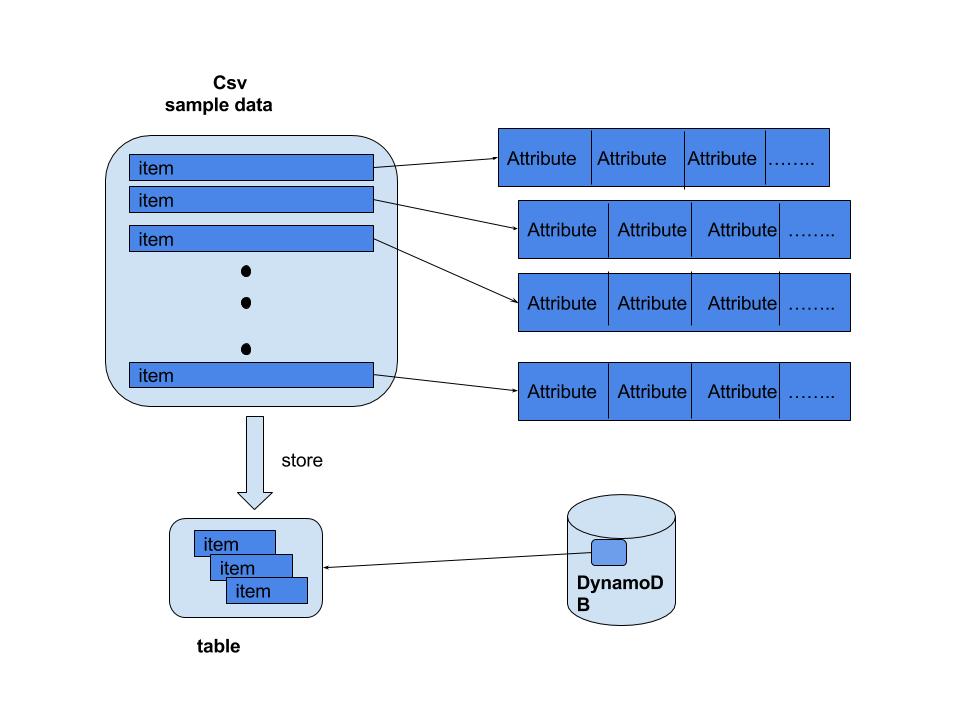 Csv
sample data
item
Attribute Attribute Attribute ........
item
Attribute Attribute Attribute ........
item
Attribute Attribute Attribute ........
item
Attribute Attribute Attribute ........
store
item
item
item
DynamoD
B
table